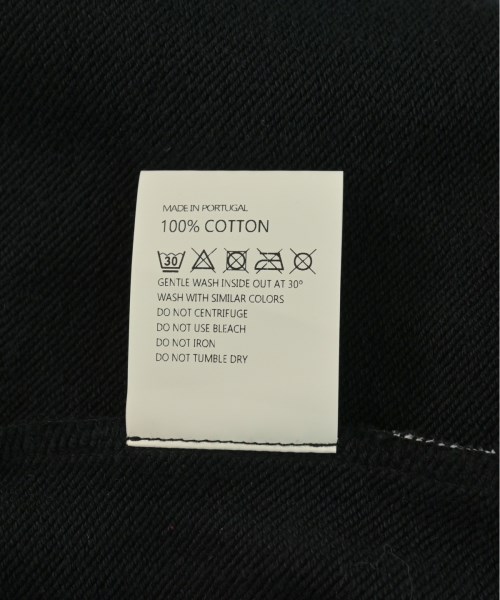 MADE IN PORTUGAL
100% COTTON
30
GENTLE WASH INSIDE OUT AT 30°
WASH WITH SIMILAR COLORS
DO NOT CENTRIFUGE
DO NOT USE BLEACH
DO NOT IRON
DO NOT TUMBLE DRY